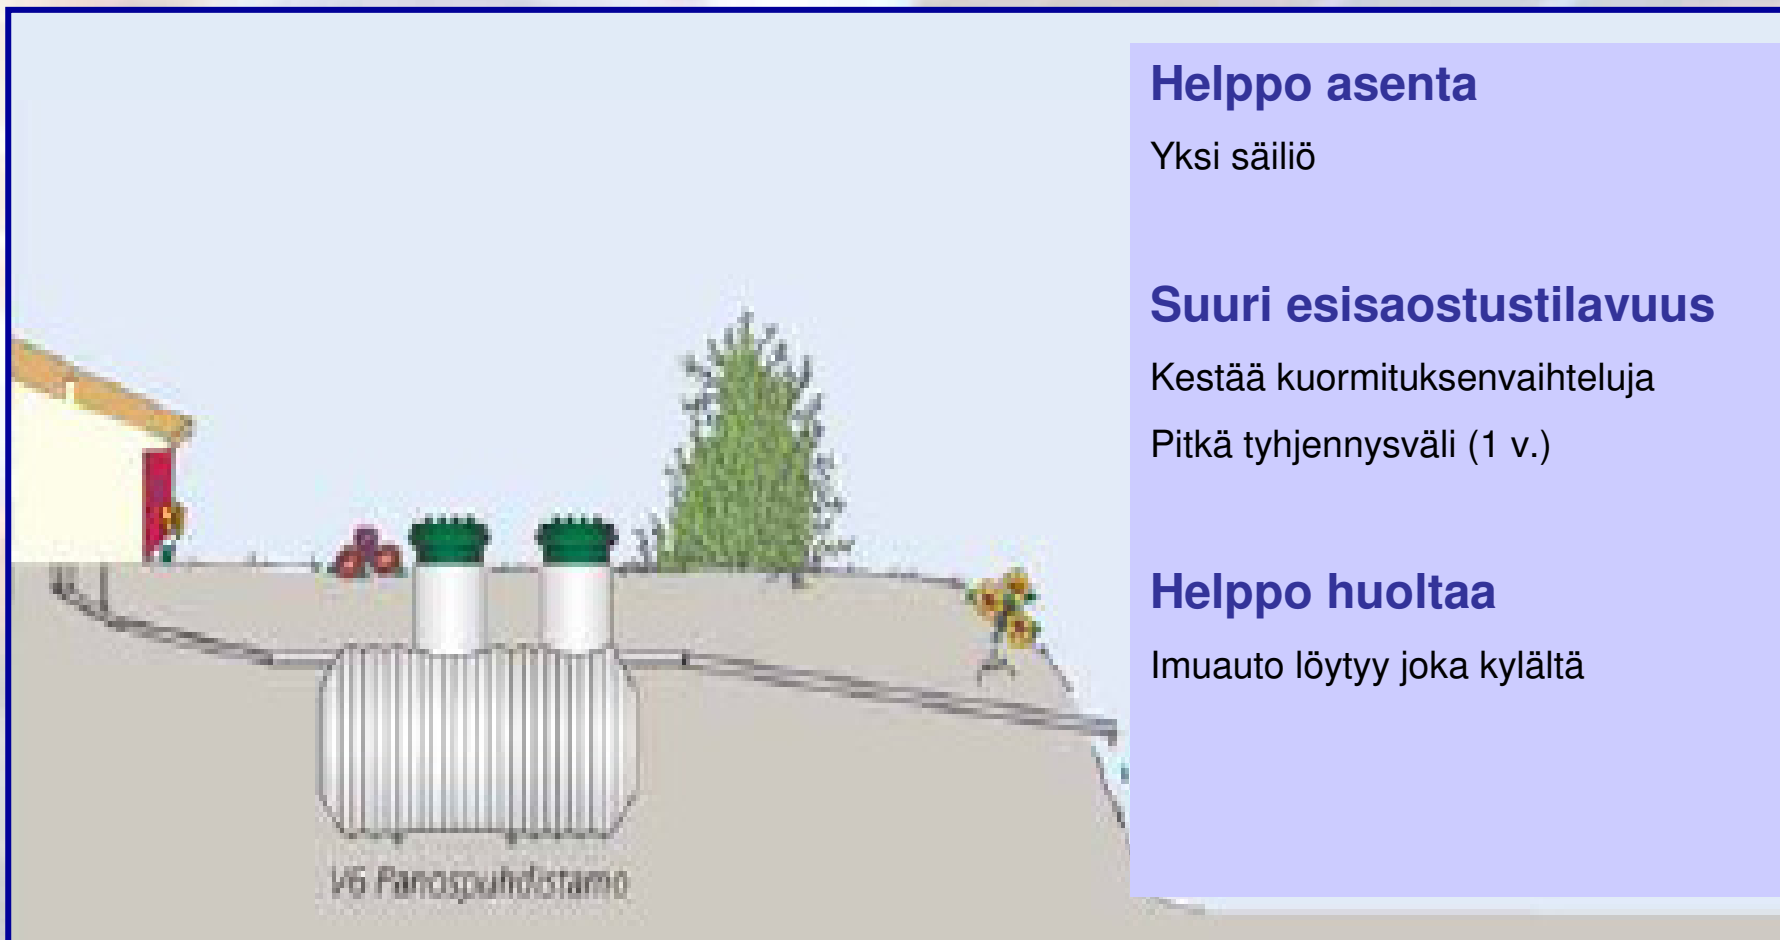 Helppo asenta
Yksi säiliö
Suuri esisaostustilavuus
Kestää kuormituksenvaihteluja
Pitkä tyhjennysväli (1 v.)
Helppo huoltaa
Imuauto löytyy joka kylältä
V6 Panospuhdistamo